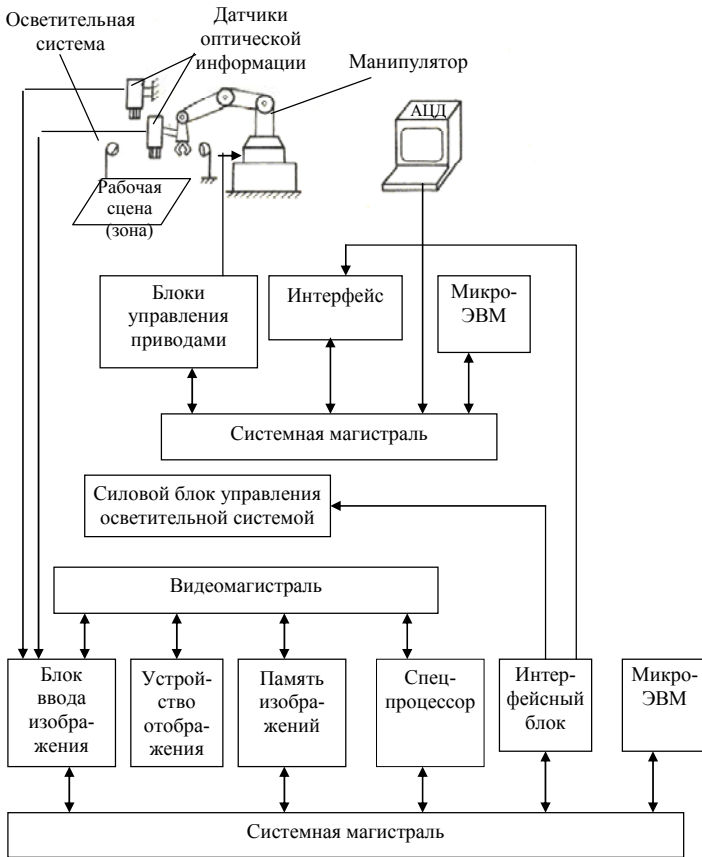 Осветительная
система
Датчики
оптической
информации
Манипулятор
АЦД
Рабочая
сцена
(зона)
Блоки
управления
приводами
Интерфейс
Микро-
ЭВМ
Системная магистраль
Силовой блок управления
осветительной системой
Видеомагистраль
Блок
ввода
изобра-
жения
Устрой-
ство
отобра-
жения
Память
изобра-
жений
Спец-
процессор
Интер-
фейсный
блок
Микро-
ЭВМ
Системная магистраль